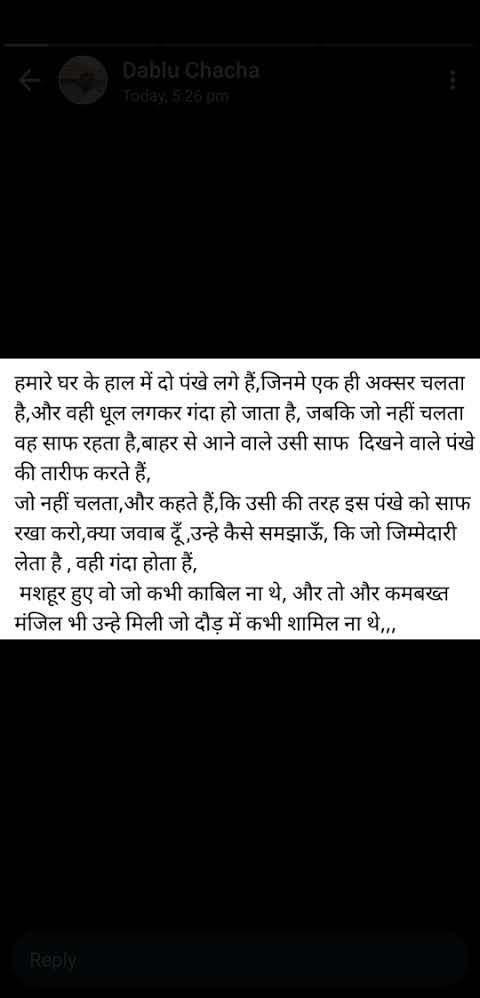 Dablu Chacha
Today, 5:26 pm
हमारे घर के हाल में दो पंखे लगे हैं,जिनमे एक ही अक्सर चलता
है,और वही धूल लगकर गंदा हो जाता है, जबकि जो नहीं चलता
वह साफ रहता है,बाहर से आने वाले उसी साफ दिखने वाले पंखे
की तारीफ करते हैं,
जो नहीं चलता,और कहते हैं,कि उसी की तरह इस पंखे को साफ
रखा करो,क्या जवाब दूँ ,उन्हे कैसे समझाऊँ, कि जो जिम्मेदारी
लेता है , वही गंदा होता हैं,
मशहूर हुए वो जो कभी काबिल ना थे, और तो और कमबख्त
मंजिल भी उन्हे मिली जो दौड़ में कभी शामिल ना थे,,,
Reply